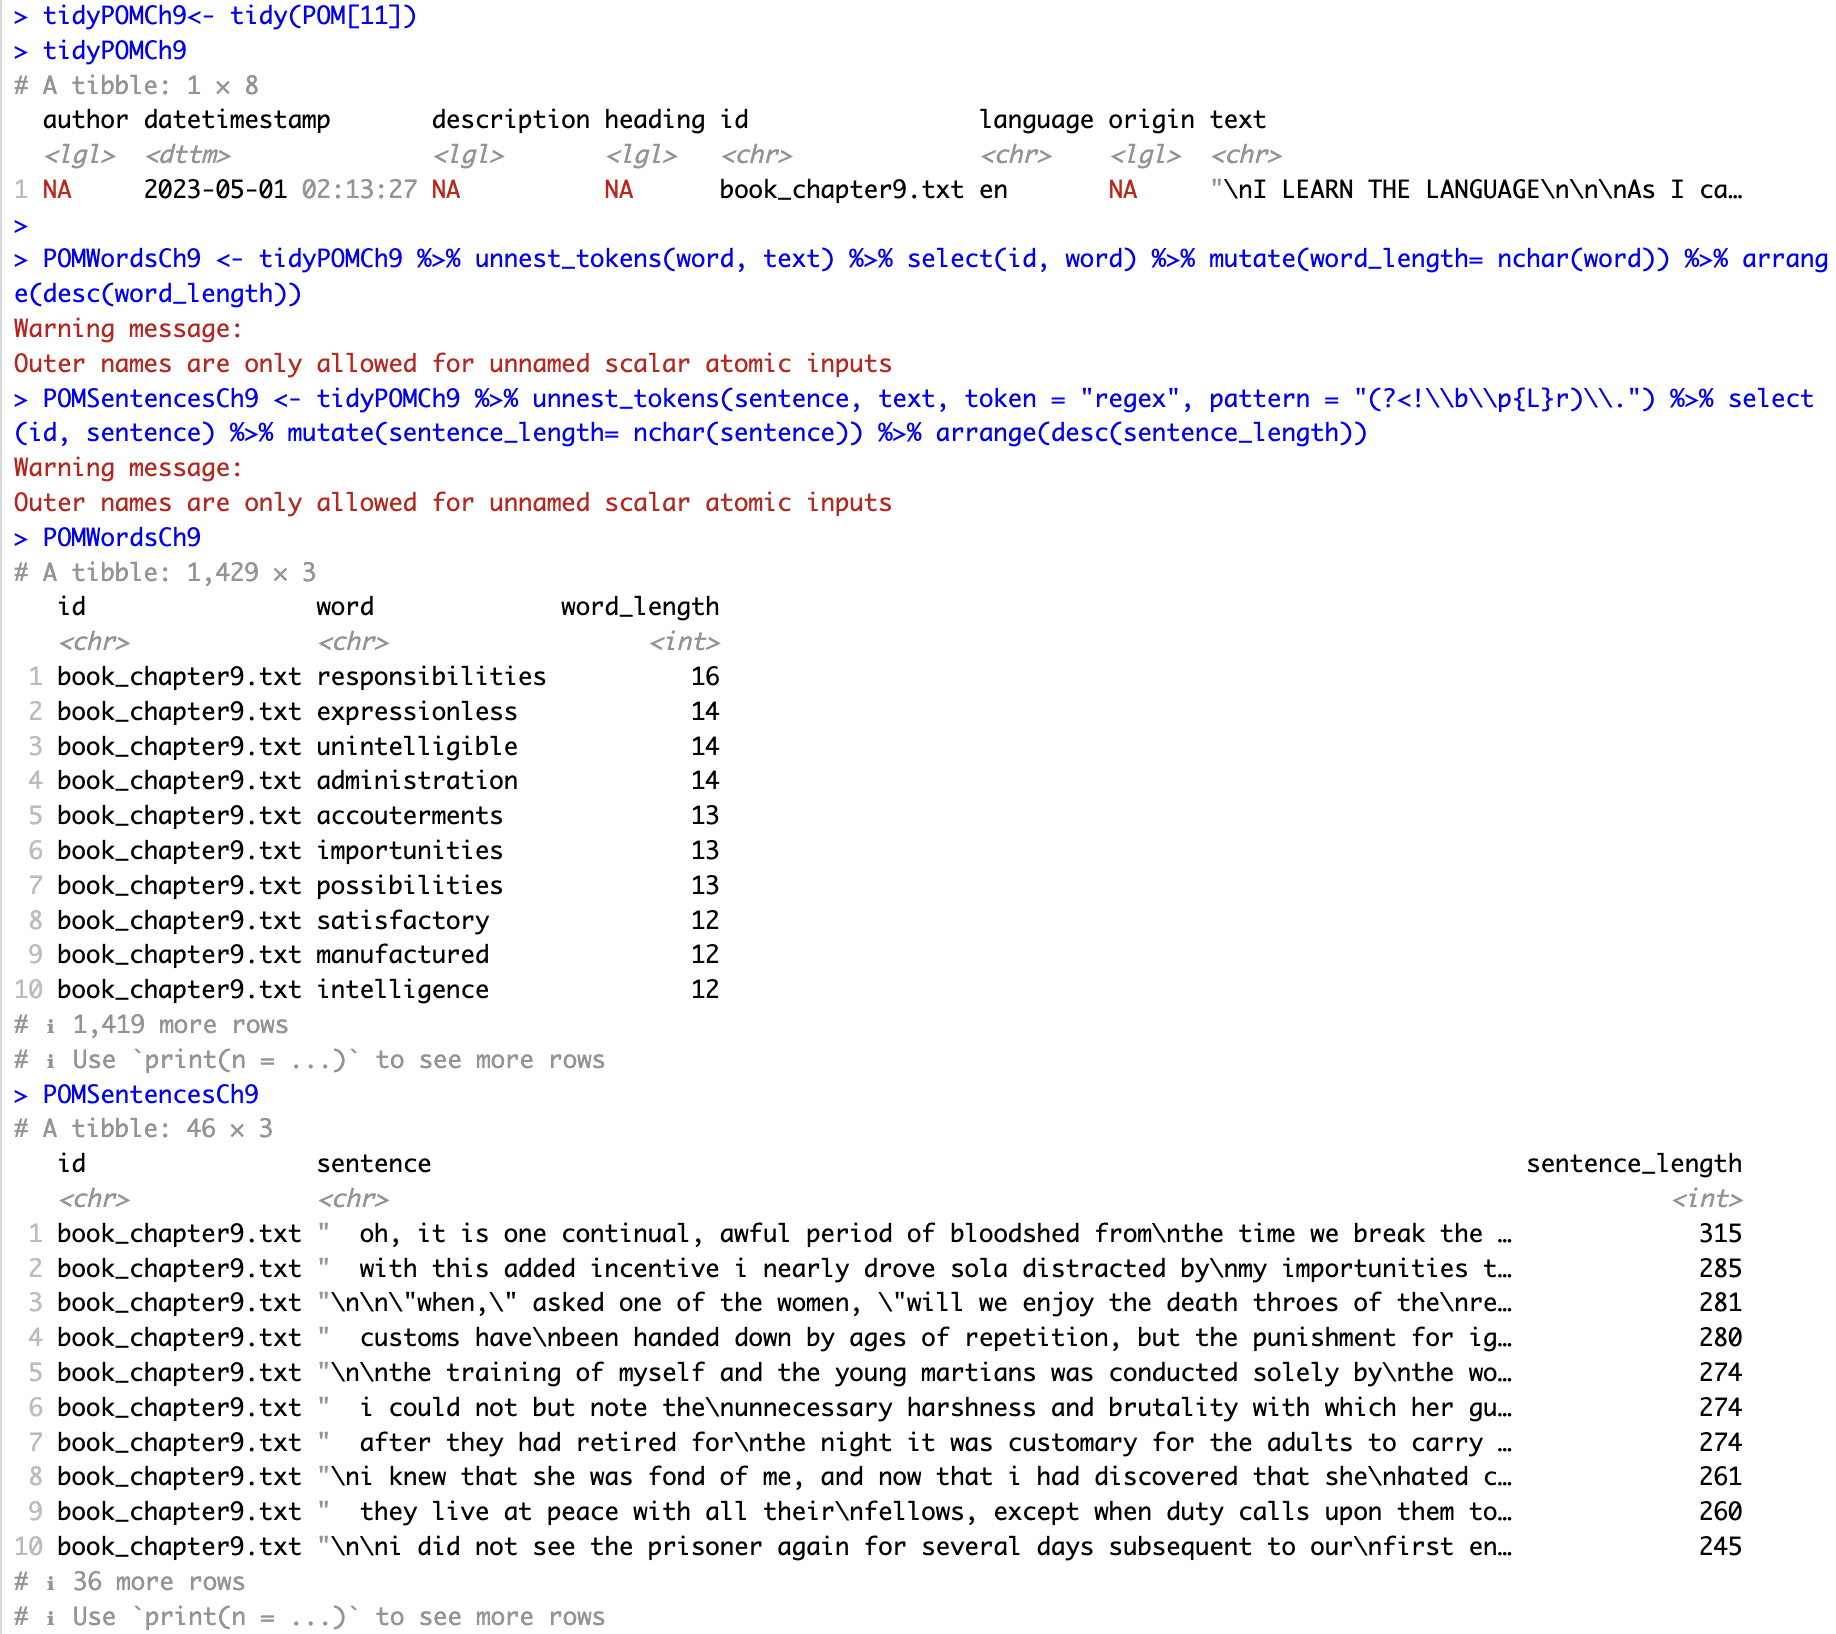 > tidyPOMCh9<- tidy(POM[11])
> tidyPOMCh9
# A tibble: 1 × 8
  author datetimestamp       description heading id                language origin text
  <lgl>  <dttm>              <lgl>       <lgl>   <chr>             <chr>    <lgl>  <chr>
1 NA     2023-05-01 02:13:27 NA          NA      book_chapter9.txt en       NA     "\nI LEARN THE LANGUAGE\n\n\nAs I ca…
>
> POMWordsCh9 <- tidyPOMCh9 %>% unnest_tokens(word, text) %>% select(id, word) %>% mutate(word_length= nchar(word)) %>% arrang
e(desc(word_length))
Warning message:
Outer names are only allowed for unnamed scalar atomic inputs
> POMSentencesCh9 <- tidyPOMCh9 %>% unnest_tokens(sentence, text, token = "regex", pattern = "(?<!\\b\\p{L}r)\\.") %>% select
(id, sentence) %>% mutate(sentence_length= nchar(sentence)) %>% arrange(desc(sentence_length))
Warning message:
Outer names are only allowed for unnamed scalar atomic inputs
> POMWordsCh9
# A tibble: 1,429 × 3
   id                word             word_length
   <chr>             <chr>                  <int>
 1 book_chapter9.txt responsibilities          16
 2 book_chapter9.txt expressionless            14
 3 book_chapter9.txt unintelligible            14
 4 book_chapter9.txt administration            14
 5 book_chapter9.txt accouterments             13
 6 book_chapter9.txt importunities             13
 7 book_chapter9.txt possibilities             13
 8 book_chapter9.txt satisfactory              12
 9 book_chapter9.txt manufactured              12
10 book_chapter9.txt intelligence              12
# ℹ 1,419 more rows
# ℹ Use `print(n = ...)` to see more rows
> POMSentencesCh9
# A tibble: 46 × 3
   id                sentence                                                                            sentence_length
   <chr>             <chr>                                                                                         <int>
 1 book_chapter9.txt "  oh, it is one continual, awful period of bloodshed from\nthe time we break the …             315
 2 book_chapter9.txt "  with this added incentive i nearly drove sola distracted by\nmy importunities t…             285
 3 book_chapter9.txt "\n\n\"when,\" asked one of the women, \"will we enjoy the death throes of the\nre…             281
 4 book_chapter9.txt "  customs have\nbeen handed down by ages of repetition, but the punishment for ig…             280
 5 book_chapter9.txt "\n\nthe training of myself and the young martians was conducted solely by\nthe wo…             274
 6 book_chapter9.txt "  i could not but note the\nunnecessary harshness and brutality with which her gu…             274
 7 book_chapter9.txt "  after they had retired for\nthe night it was customary for the adults to carry …             274
 8 book_chapter9.txt "\ni knew that she was fond of me, and now that i had discovered that she\nhated c…             261
 9 book_chapter9.txt "  they live at peace with all their\nfellows, except when duty calls upon them to…             260
10 book_chapter9.txt "\n\ni did not see the prisoner again for several days subsequent to our\nfirst en…             245
# ℹ 36 more rows
# ℹ Use `print(n = ...)` to see more rows